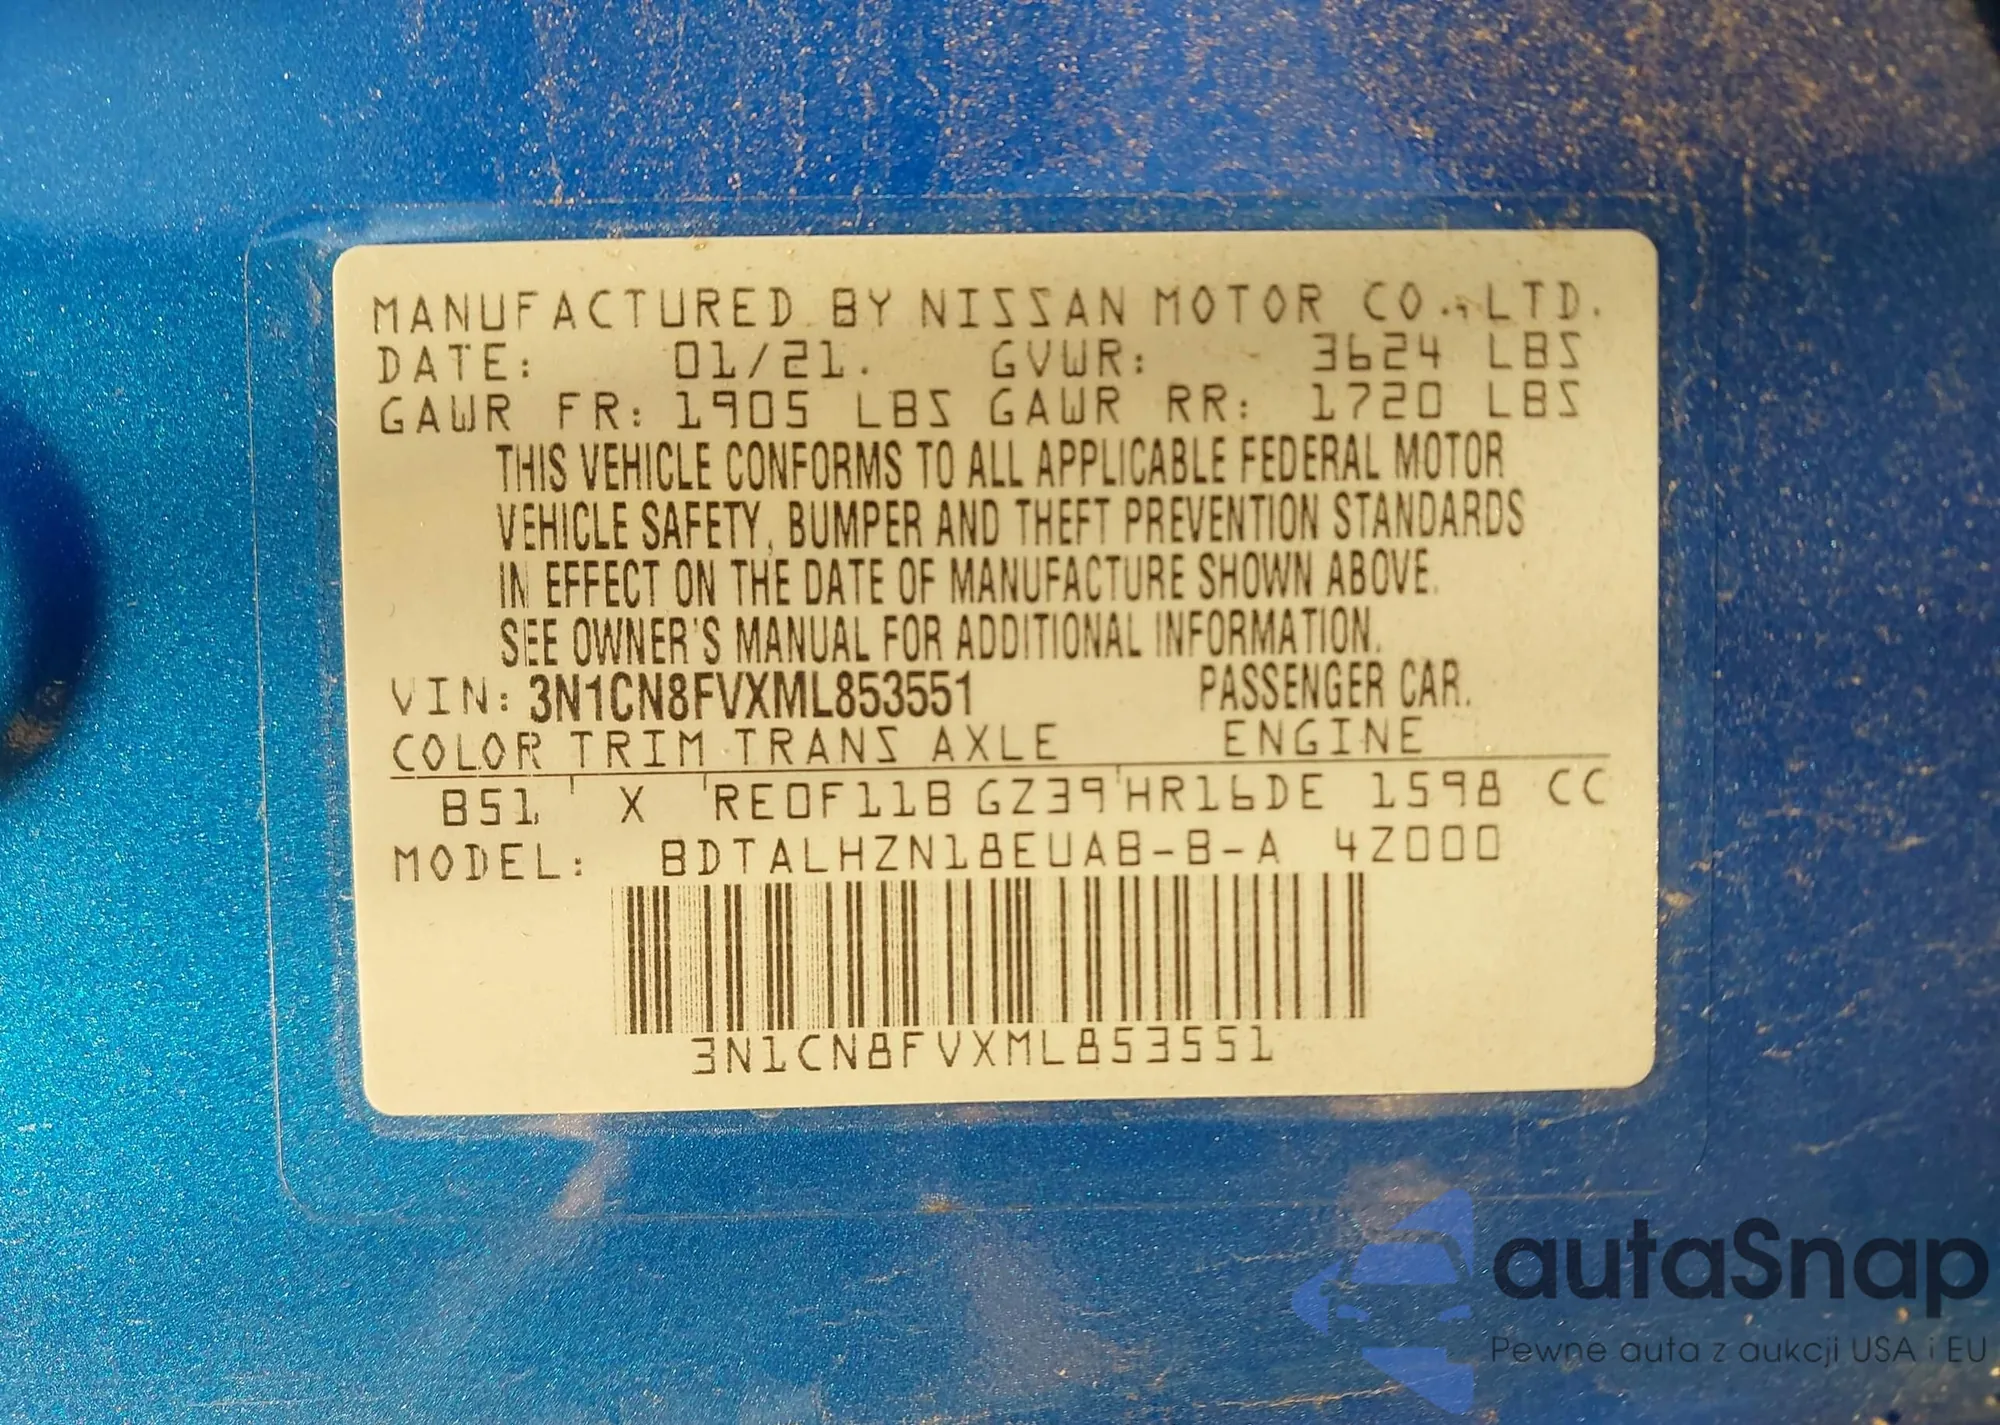 MANUFACTURED BY NISSAN MOTOR CO., LTD.
DATE: 01/21. GVWR: 3624 LBS
GAWR FR: 1905 LBS GAWR RR: 1720 LBS
THIS VEHICLE CONFORMS TO ALL APPLICABLE FEDERAL MOTOR
VEHICLE SAFETY, BUMPER AND THEFT PREVENTION STANDARDS
IN EFFECT ON THE DATE OF MANUFACTURE SHOWN ABOVE.
SEE OWNER'S MANUAL FOR ADDITIONAL INFORMATION.
VIN: 3N1CN8FVXML853551 PASSENGER CAR.
COLOR TRIM TRANS AXLE ENGINE
B51 X RE0F11B GZ39 HR16DE 1598 CC
MODEL: BDTALHZN18EUAB-B-A 4Z000
3N1CN8FVXML853551
autaSnap
Pewne auta z aukcji USA i EU